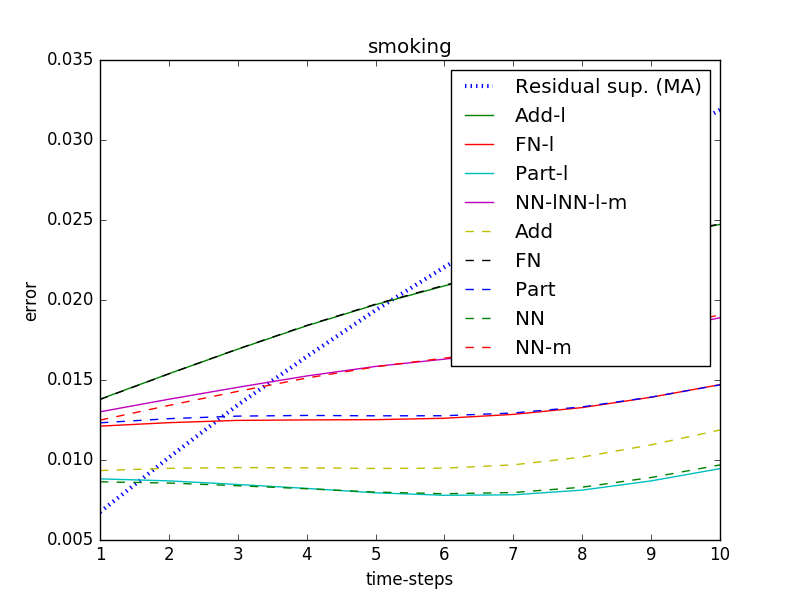 smoking
0.035
0.030
0.025
0.020
0.015
0.010
0.005
error
Residual sup. (MA)
Add-l
FN-l
Part-l
NN-lNN-l-m
Add
FN
Part
NN
NN-m
1 2 3 4 5 6 7 8 9 10
time-steps